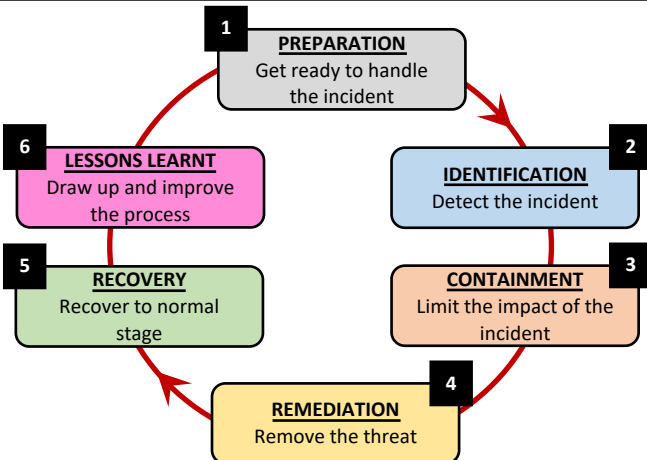 1
PREPARATION
Get ready to handle
the incident
2
IDENTIFICATION
Detect the incident
3
CONTAINMENT
Limit the impact of the
incident
4
REMEDIATION
Remove the threat
5
RECOVERY
Recover to normal
stage
6
LESSONS LEARNT
Draw up and improve
the process